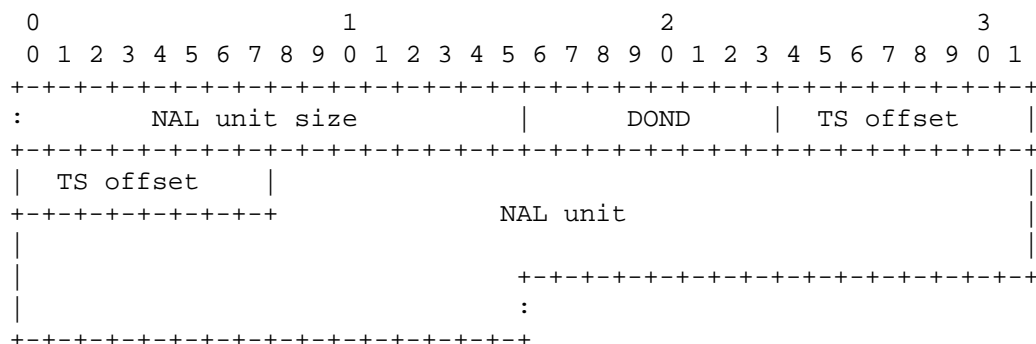 0                   1                   2                   3
0 1 2 3 4 5 6 7 8 9 0 1 2 3 4 5 6 7 8 9 0 1 2 3 4 5 6 7 8 9 0 1
+-+-+-+-+-+-+-+-+-+-+-+-+-+-+-+-+-+-+-+-+-+-+-+-+-+-+-+-+-+-+-+-+
:        NAL unit size          |      DOND     |  TS offset    |
+-+-+-+-+-+-+-+-+-+-+-+-+-+-+-+-+-+-+-+-+-+-+-+-+-+-+-+-+-+-+-+-+
|  TS offset    |                                               |
+-+-+-+-+-+-+-+-+              NAL unit                         |
|                                                               |
|                               +-+-+-+-+-+-+-+-+-+-+-+-+-+-+-+-+
|                               :
+-+-+-+-+-+-+-+-+-+-+-+-+-+-+-+-+